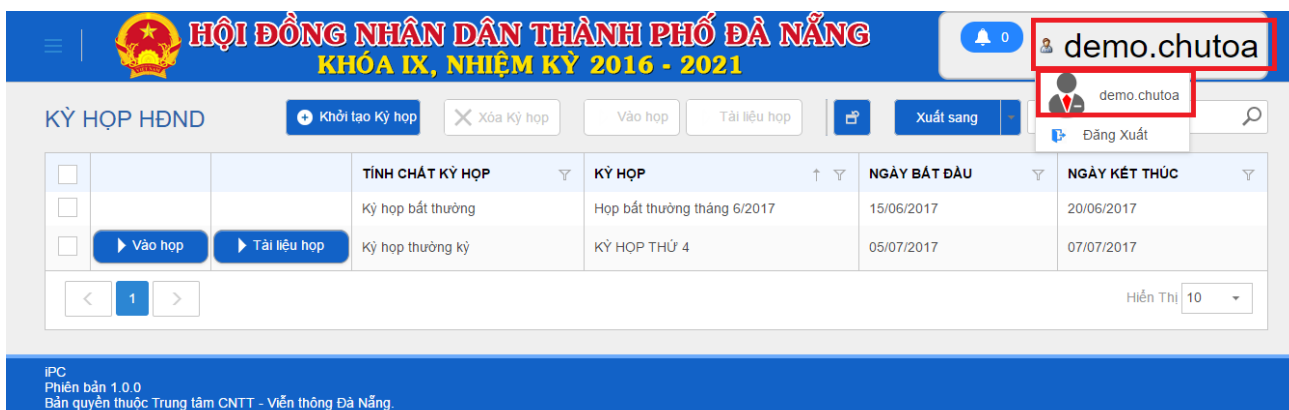 HỘI ĐỒNG NHÂN DÂN THÀNH PHỐ ĐÀ NẴNG
KHÓA IX, NHIỆM KỲ 2016 - 2021
0
demo.chutoa
demo.chutoa
Đăng Xuất
KỲ HỌP HĐND
Khởi tạo Kỳ họp
Xóa Kỳ họp
Vào họp
Tài liệu họp
Xuất sang
TÍNH CHẤT KỲ HỌP
KỲ HỌP
NGÀY BẮT ĐẦU
NGÀY KẾT THÚC
Kỳ họp bất thường
Họp bất thường tháng 6/2017
15/06/2017
20/06/2017
Vào họp
Tài liệu họp
Kỳ họp thường kỳ
KỲ HỌP THỨ 4
05/07/2017
07/07/2017
1
Hiển Thị 10
iPC
Phiên bản 1.0.0
Bản quyền thuộc Trung tâm CNTT - Viễn thông Đà Nẵng.